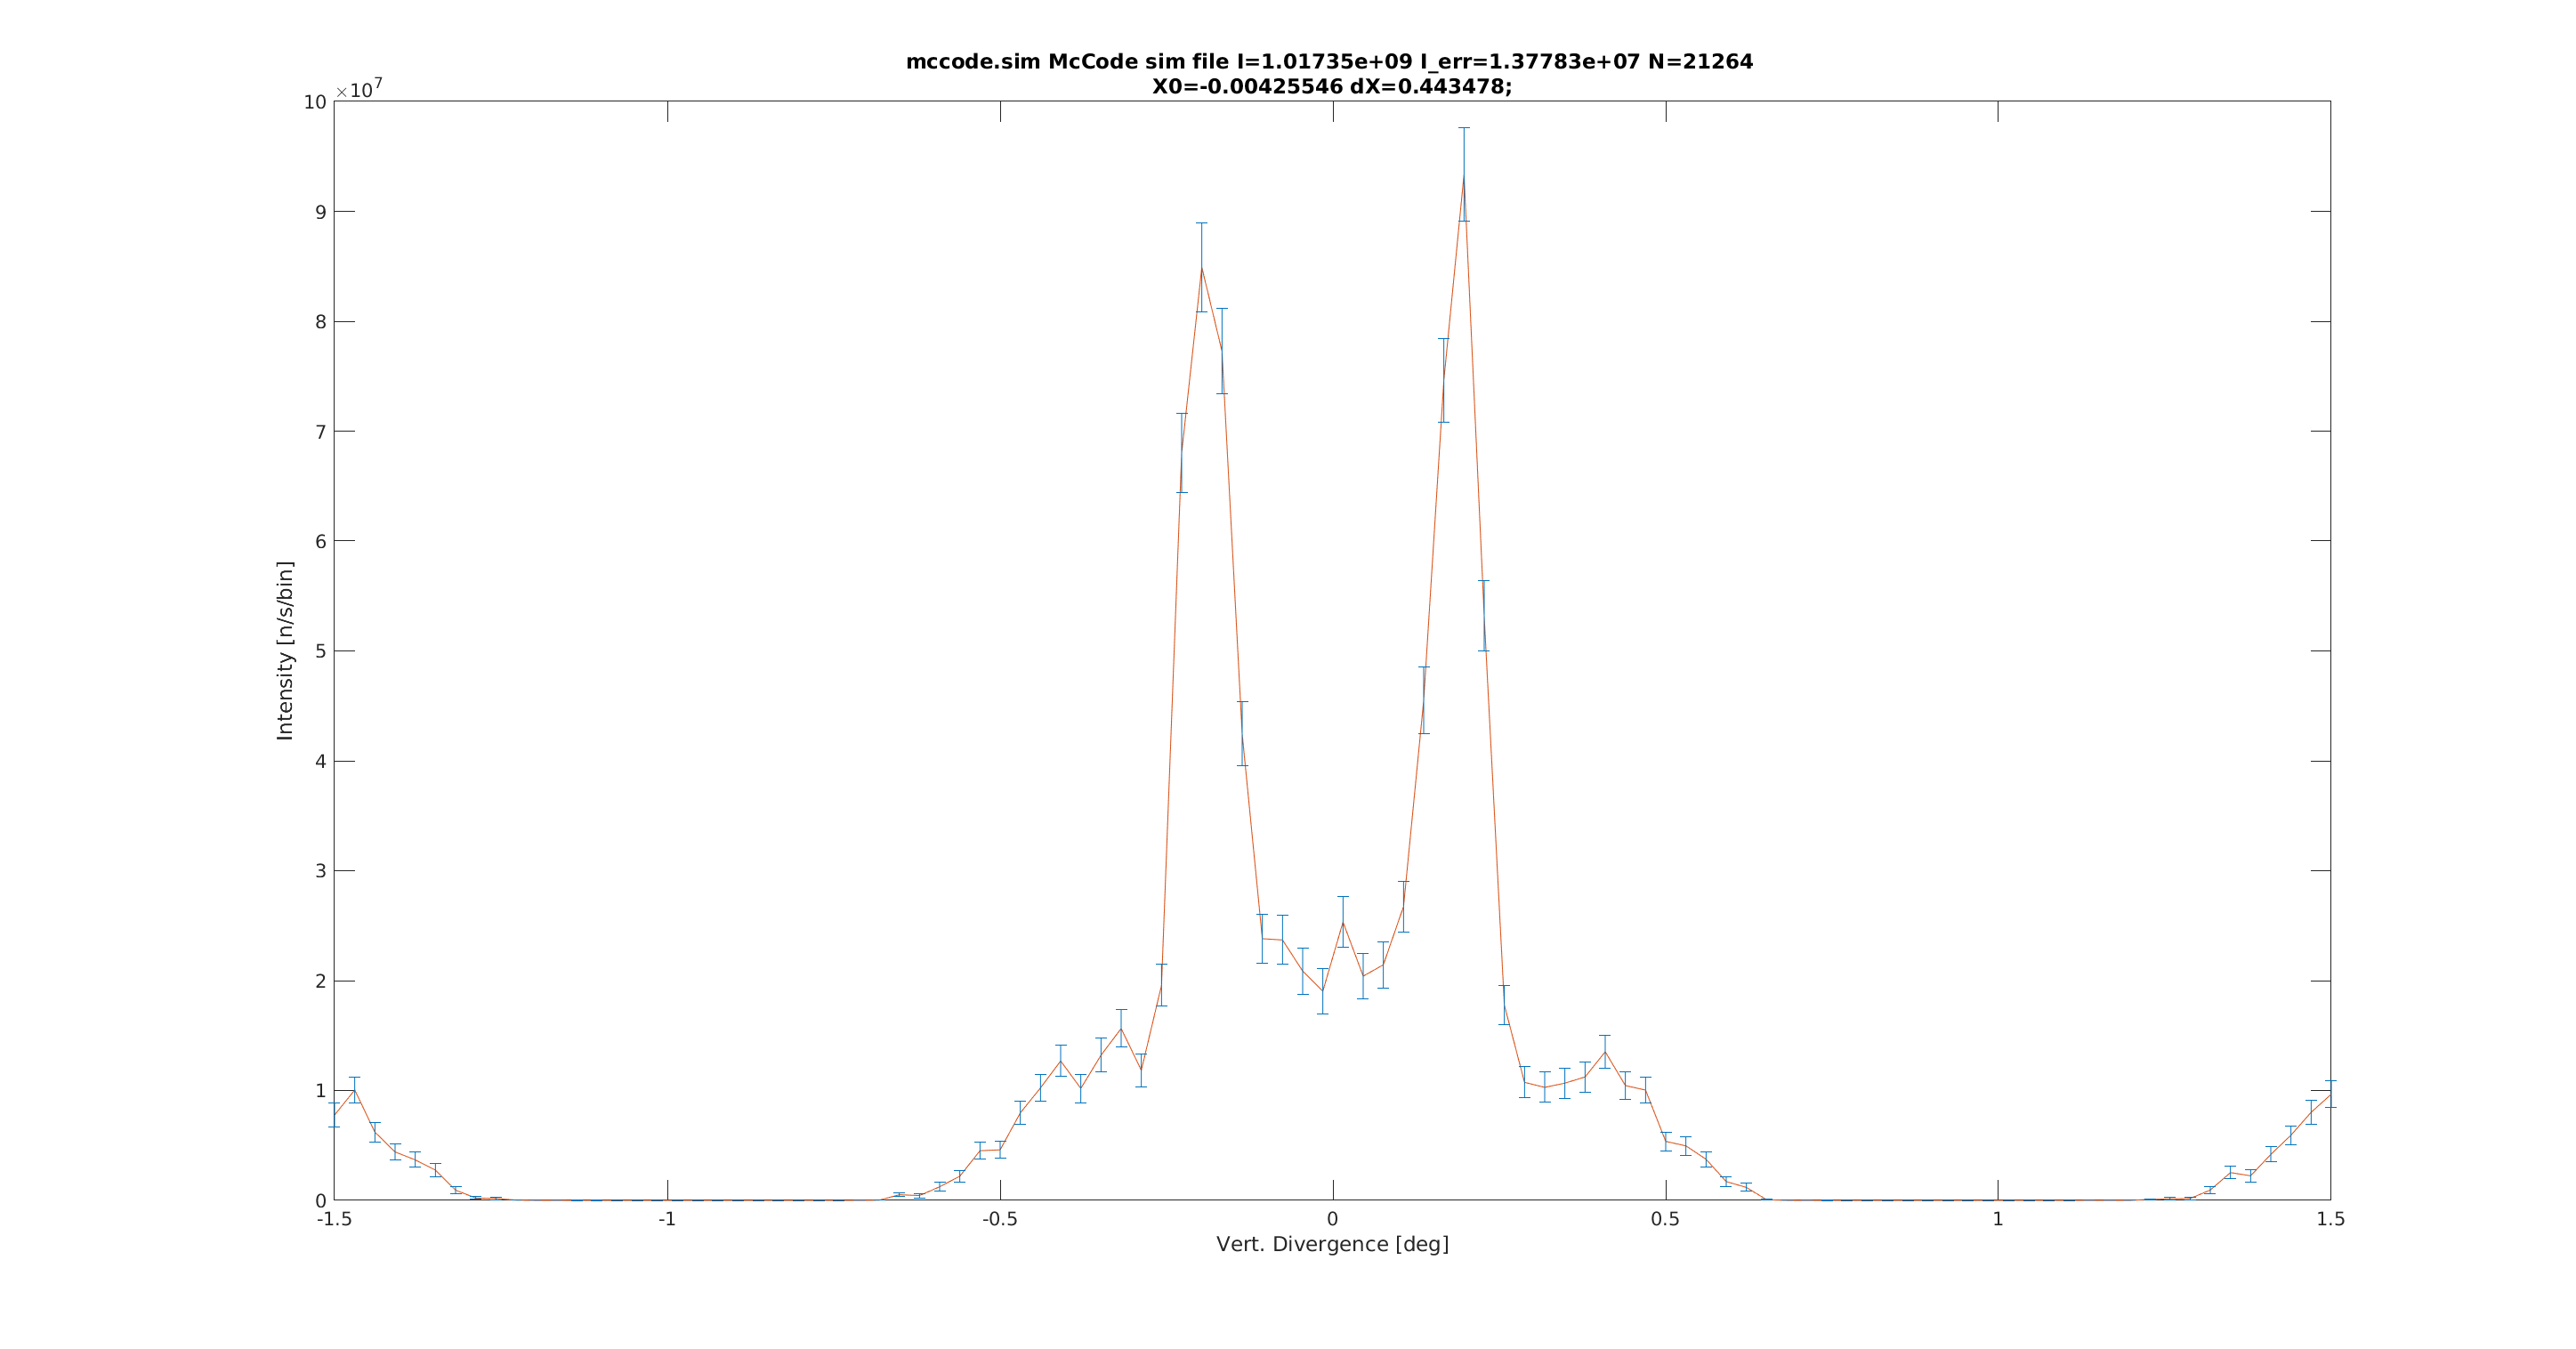 mccode.sim McCode sim file I=1.01735e+09 I_err=1.37783e+07 N=21264
X0=-0.00425546 dX=0.443478;
×10⁷
10
9
8
7
6
5
4
3
2
1
0
Intensity [n/s/bin]
-1.5 -1 -0.5 0 0.5 1 1.5
Vert. Divergence [deg]